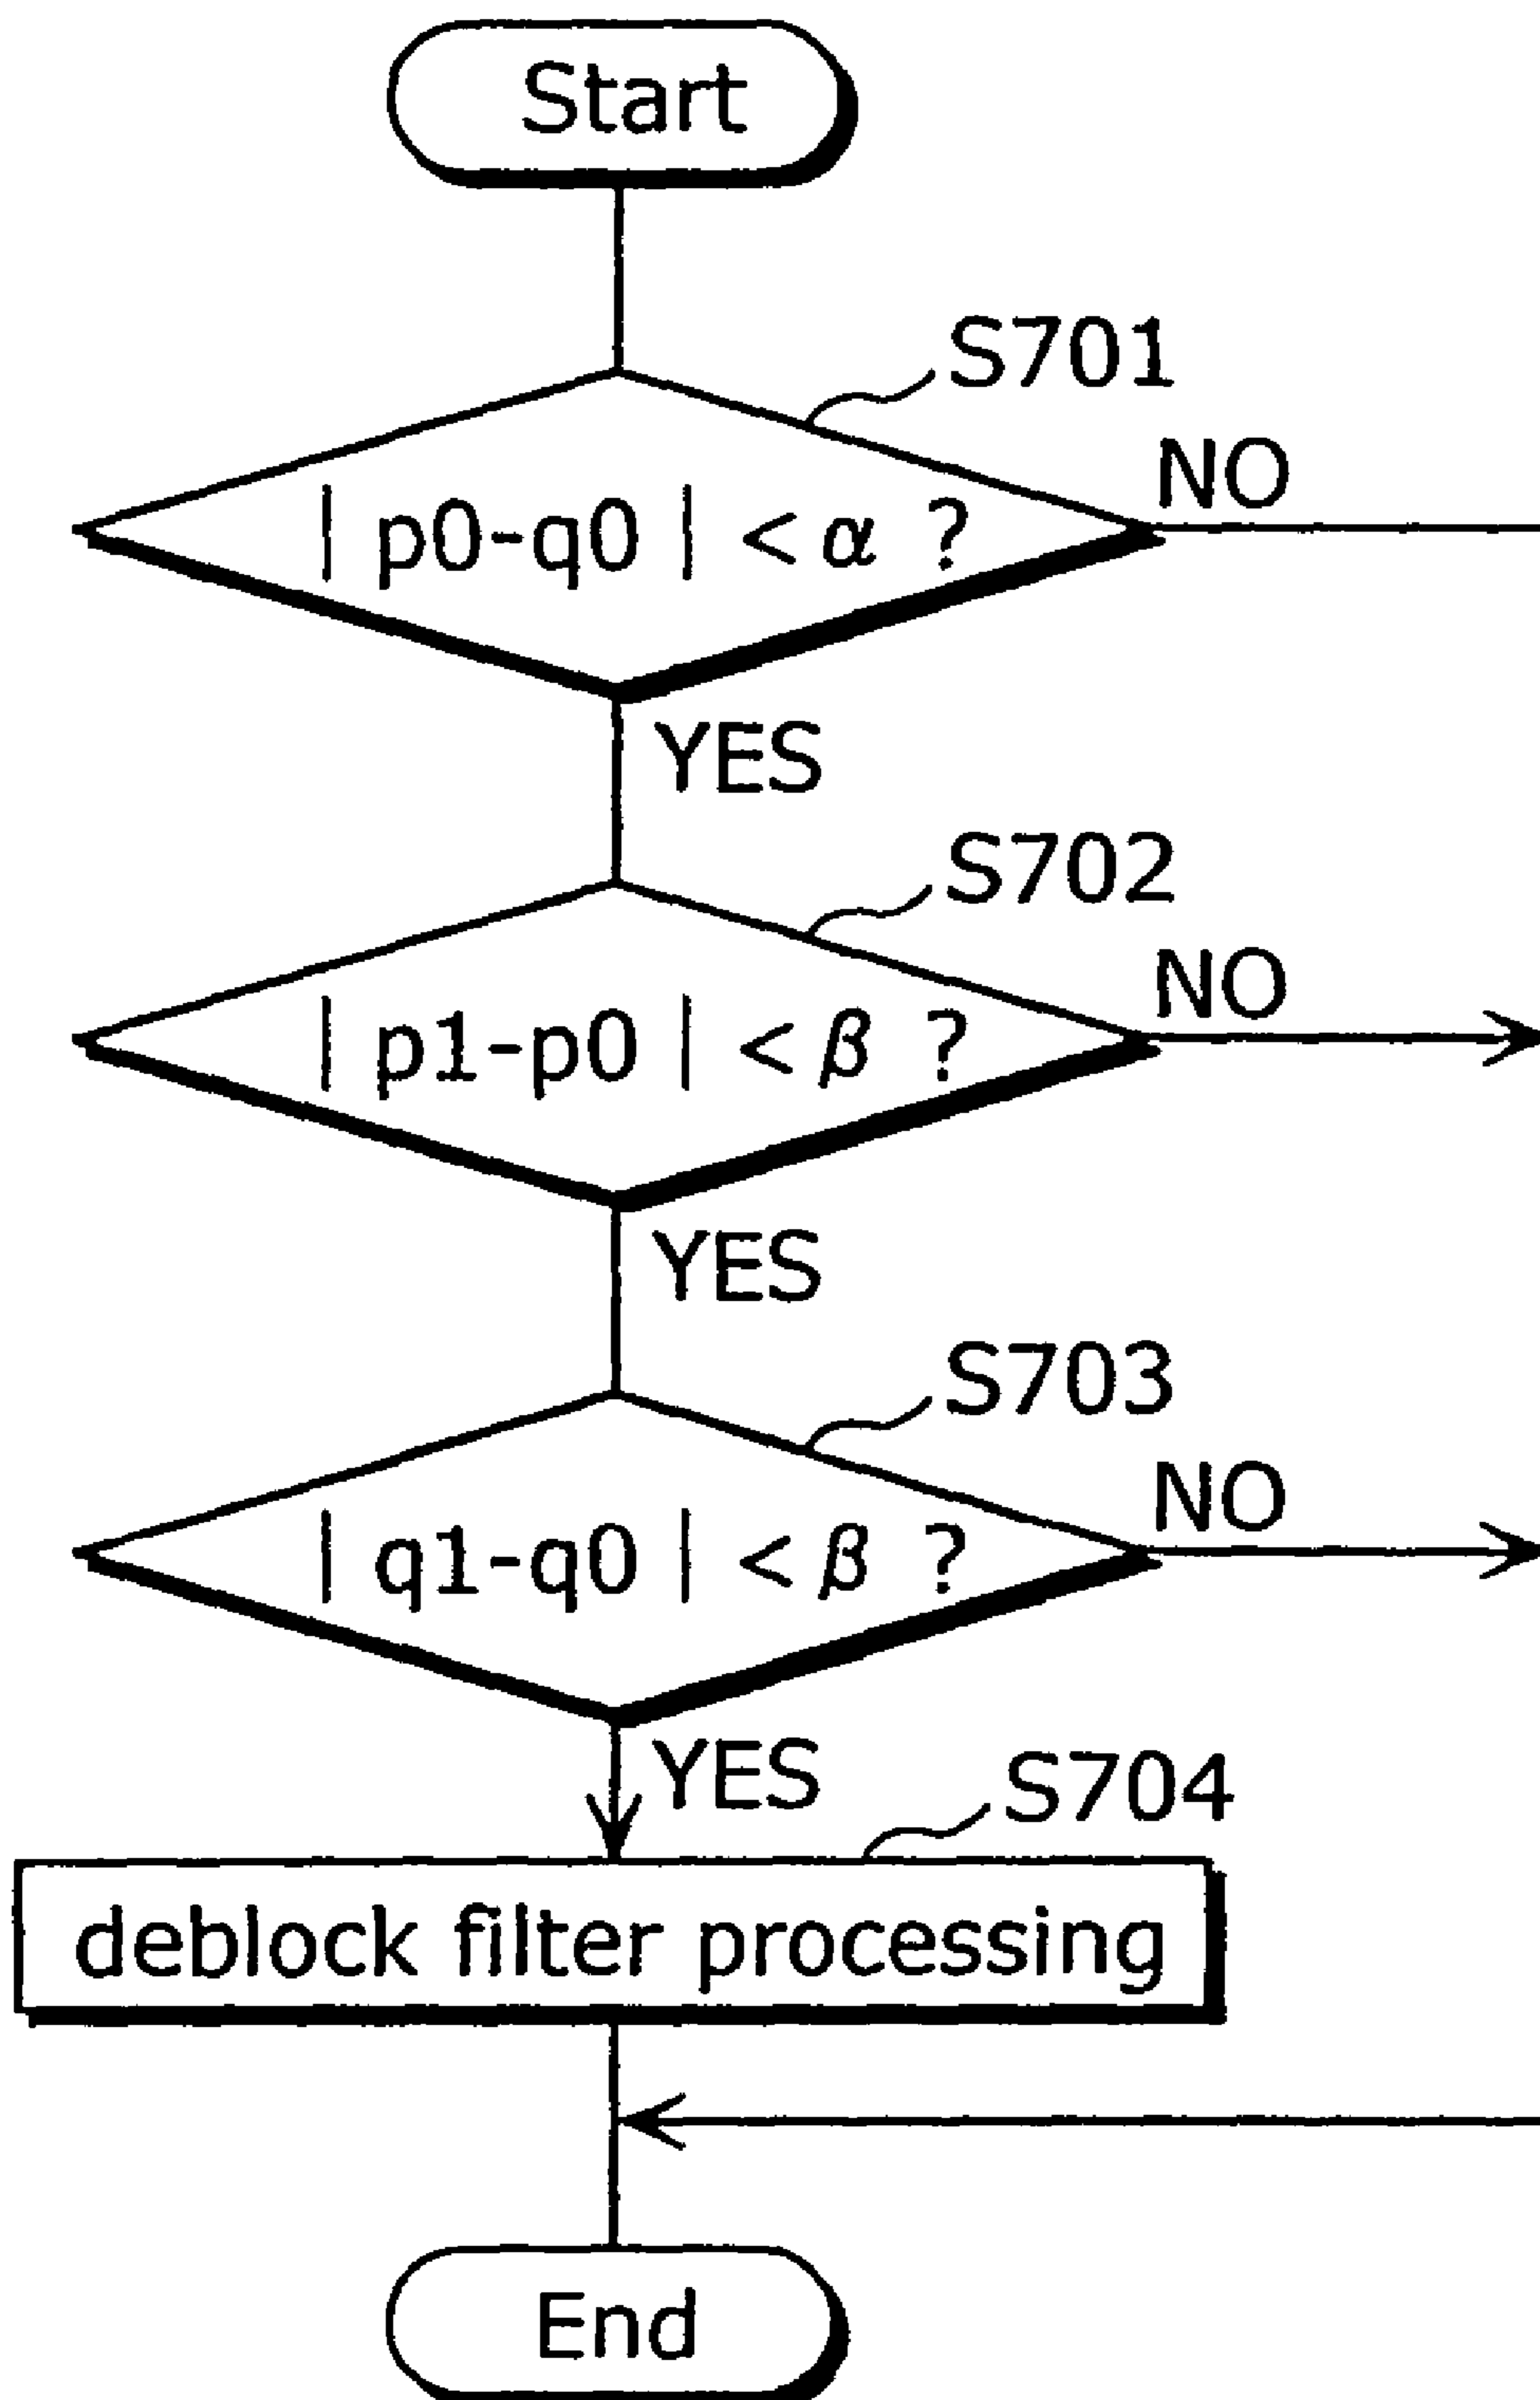 Start
S701
| p0-q0 | < α ?
NO
YES
S702
| p1-p0 | < β ?
NO
YES
S703
| q1-q0 | < β ?
NO
YES
S704
deblock filter processing
End